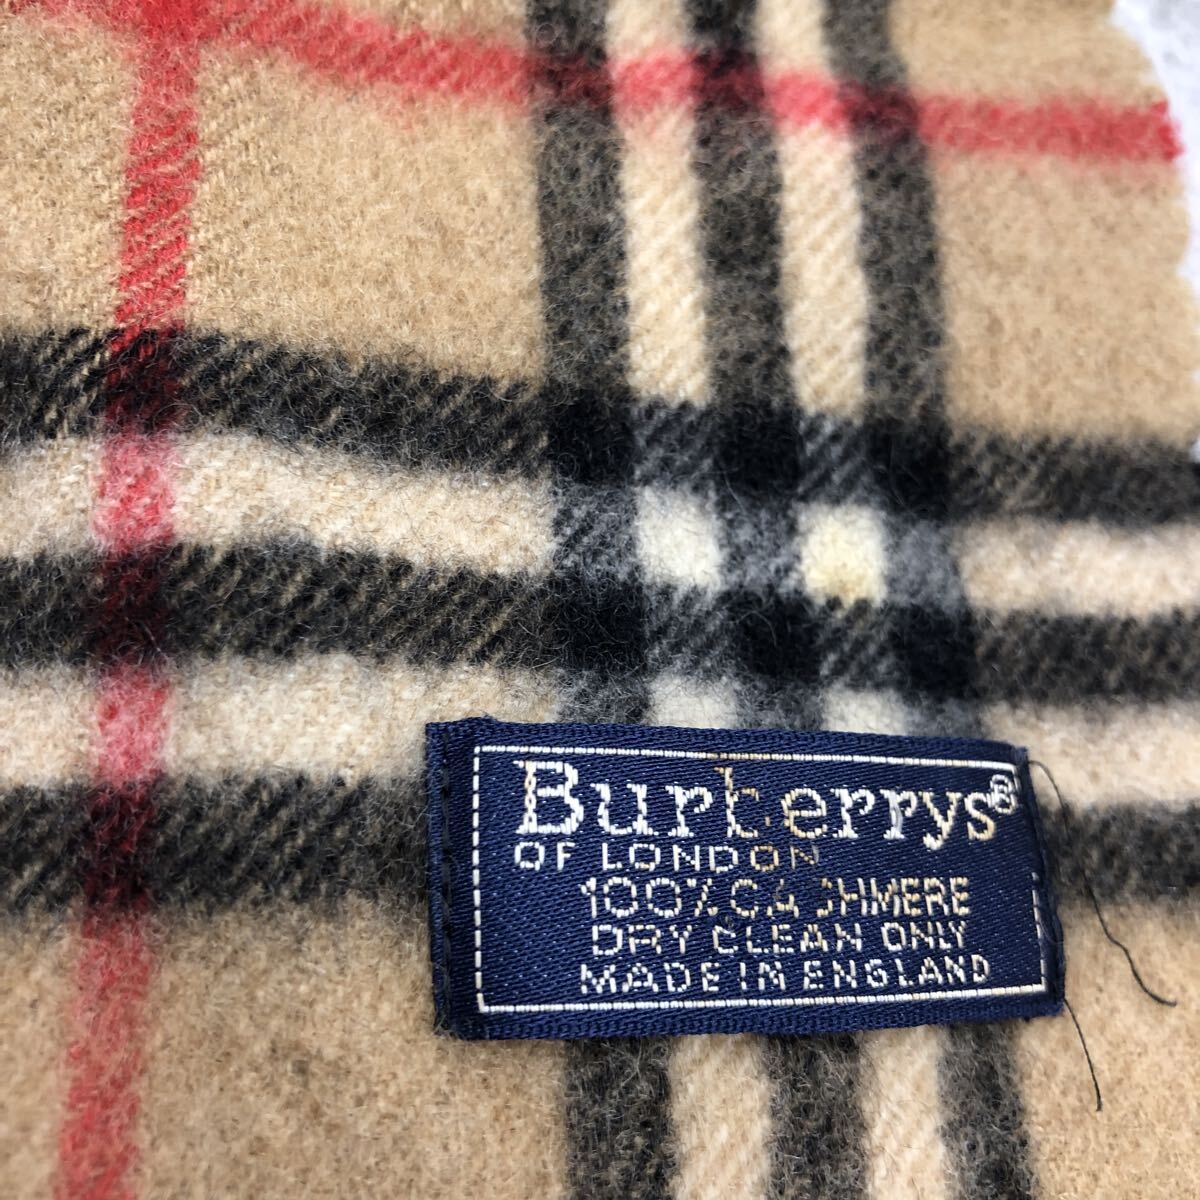 Burberrys®
OF LONDON
100% CASHMERE
DRY CLEAN ONLY
MADE IN ENGLAND